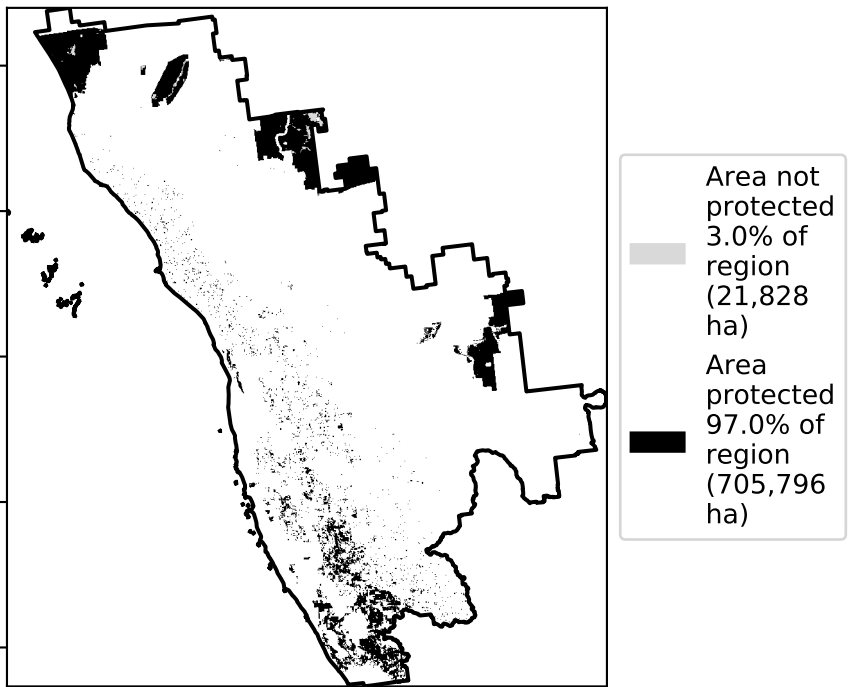 Area not
protected
3.0% of
region
(21,828
ha)
Area
protected
97.0% of
region
(705,796
ha)